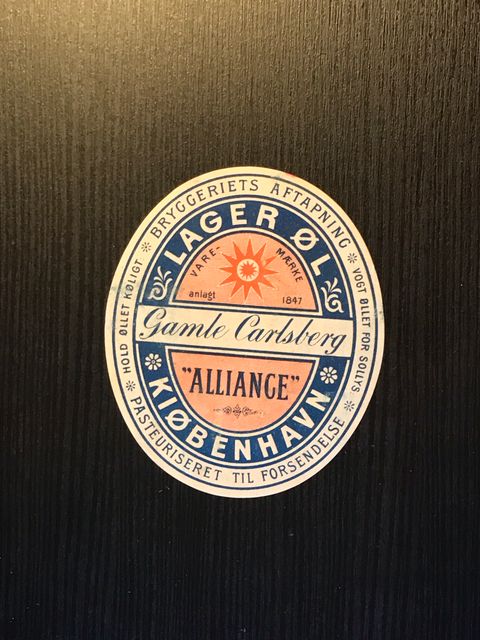 BRYGGERIETS AFTAPNING
VOGT ØLLET FOR SOLLYS
PASTEURISERET TIL FORSENDELSE
HOLD ØLLET KØLIGT
LAGER ØL
VARE-MÆRKE
anlagt 1847
Gamle Carlsberg
"ALLIANCE"
KIØBENHAVN